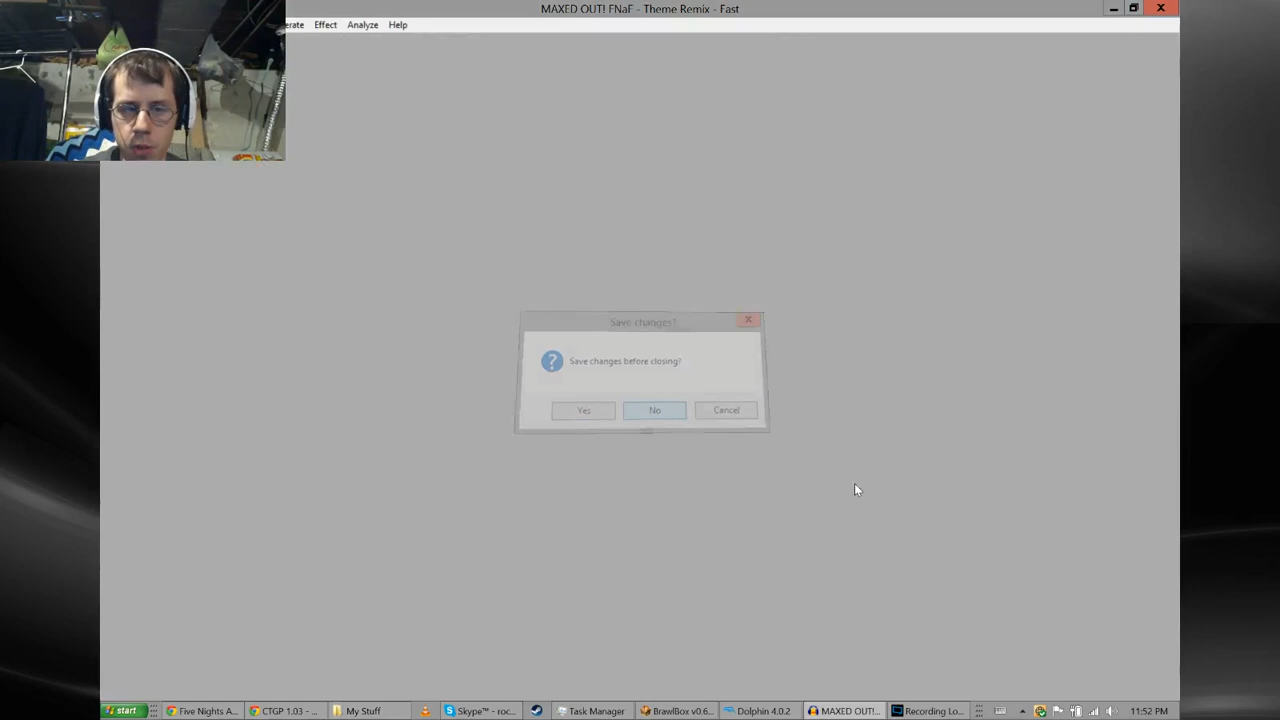 MAXED OUT! FNaF - Theme Remix - Fast
erate Effect Analyze Help
Save changes?
Save changes before closing?
Yes No Cancel
start Five Nights A... CTGP 1.03 - ... My Stuff Skype™ - roc... Task Manager BrawlBox v0.6... Dolphin 4.0.2 MAXED OUT!... Recording Lo... 11:52 PM